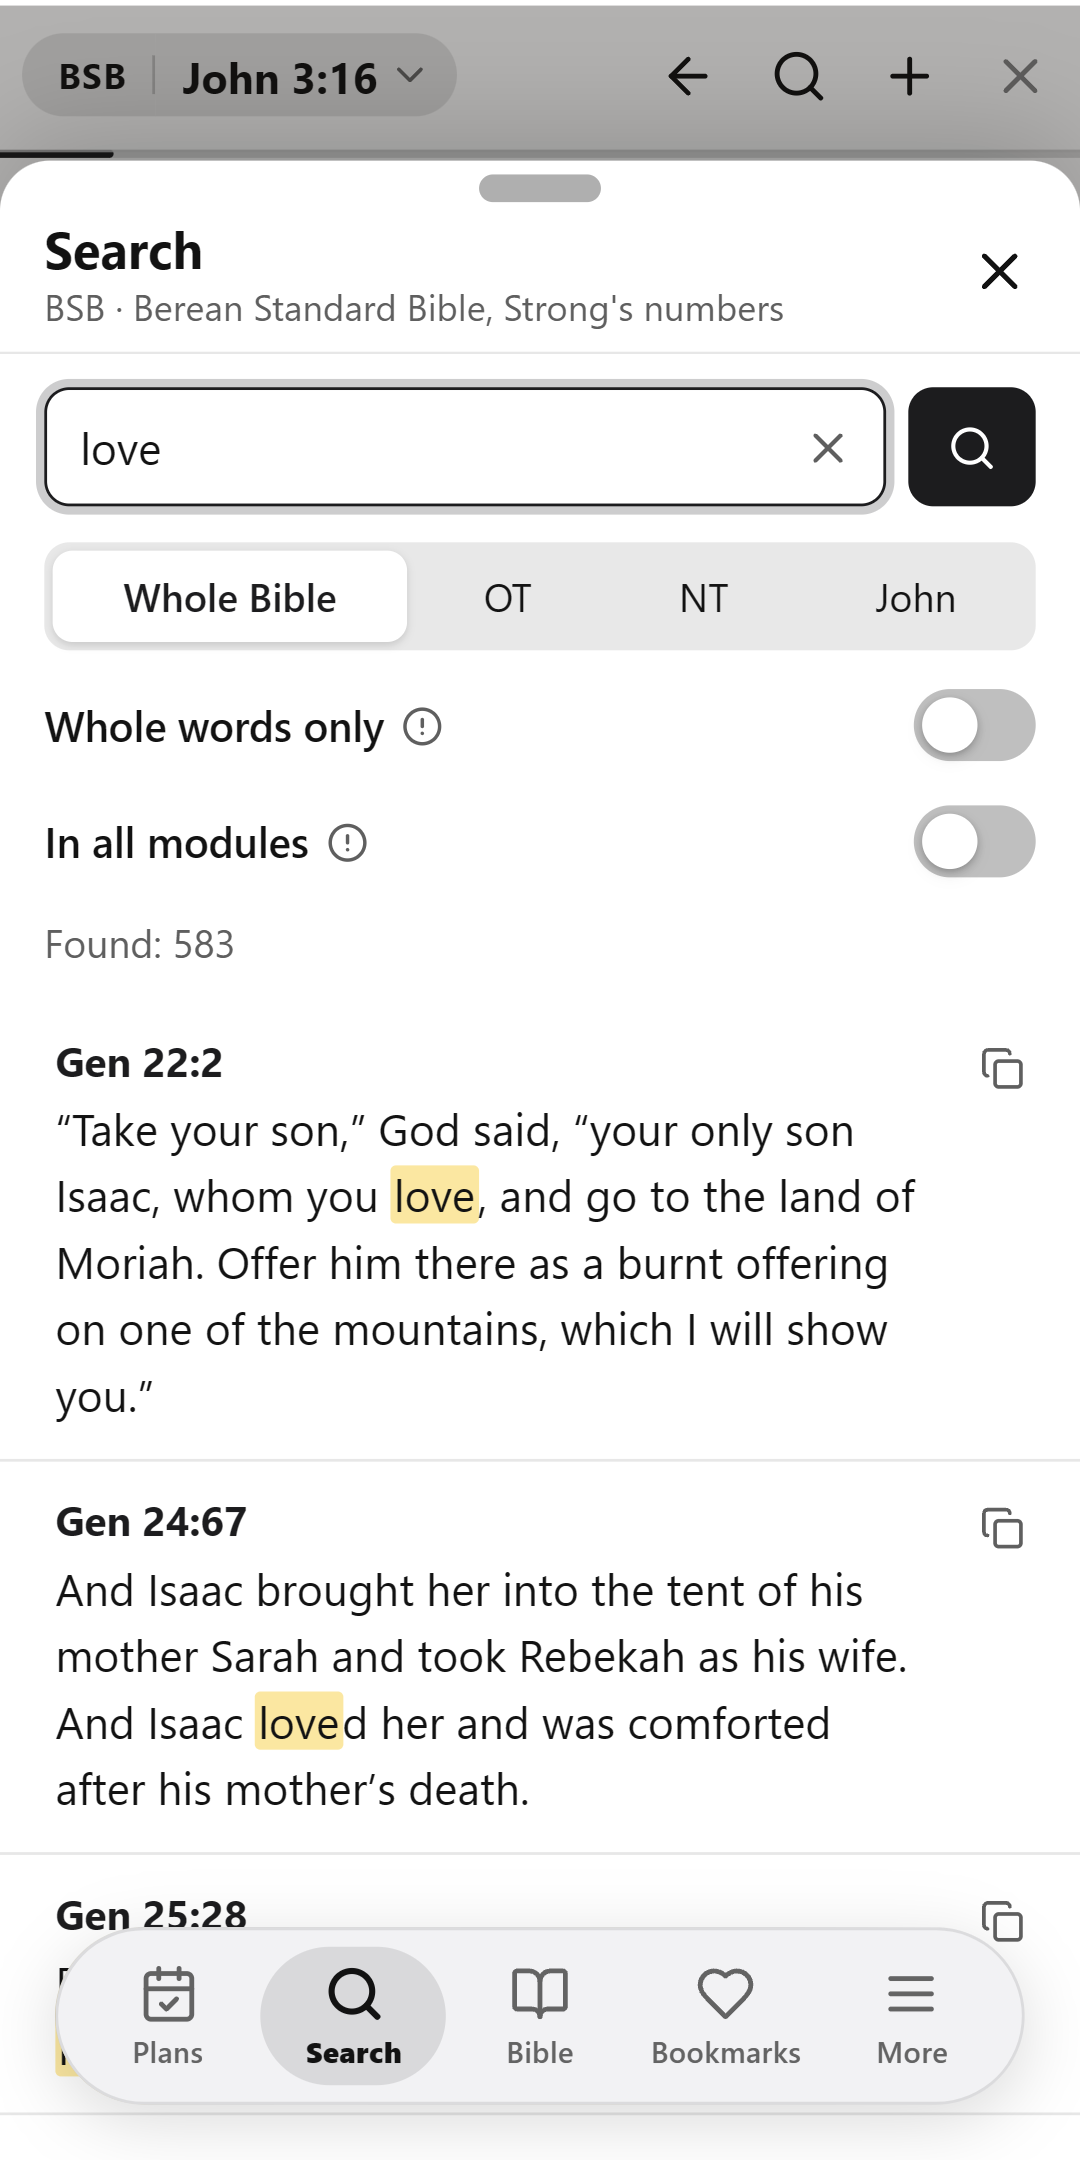 BSB John 3:16
Search
BSB · Berean Standard Bible, Strong's numbers
love
Whole Bible OT NT John
Whole words only
In all modules
Found: 583
Gen 22:2
“Take your son,” God said, “your only son
Isaac, whom you love, and go to the land of
Moriah. Offer him there as a burnt offering
on one of the mountains, which I will show
you.”
Gen 24:67
And Isaac brought her into the tent of his
mother Sarah and took Rebekah as his wife.
And Isaac loved her and was comforted
after his mother’s death.
Gen 25:28
Plans Search Bible Bookmarks More